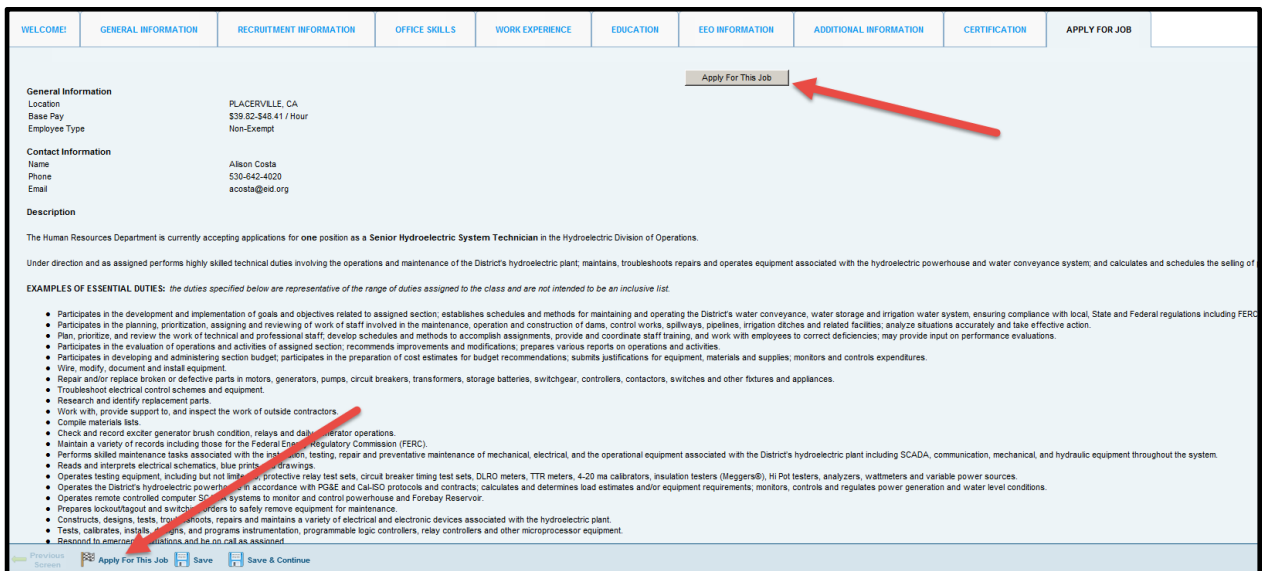 WELCOME! GENERAL INFORMATION RECRUITMENT INFORMATION OFFICE SKILLS WORK EXPERIENCE EDUCATION EEO INFORMATION ADDITIONAL INFORMATION CERTIFICATION APPLY FOR JOB
Apply For This Job
General Information
Location PLACERVILLE, CA
Base Pay $39.82-$48.41 / Hour
Employee Type Non-Exempt
Contact Information
Name Alison Costa
Phone 530-642-4020
Email acosta@eid.org
Description
The Human Resources Department is currently accepting applications for one position as a Senior Hydroelectric System Technician in the Hydroelectric Division of Operations.
Under direction and as assigned performs highly skilled technical duties involving the operations and maintenance of the District's hydroelectric plant; maintains, troubleshoots repairs and operates equipment associated with the hydroelectric powerhouse and water conveyance system; and calculates and schedules the selling of
EXAMPLES OF ESSENTIAL DUTIES: the duties specified below are representative of the range of duties assigned to the class and are not intended to be an inclusive list.
• Participates in the development and implementation of goals and objectives related to assigned section; establishes schedules and methods for maintaining and operating the District's water conveyance, water storage and irrigation water system, ensuring compliance with local, State and Federal regulations including FERC
• Participates in the planning, prioritization, assigning and reviewing of work of staff involved in the maintenance, operation and construction of dams, control works, spillways, pipelines, irrigation ditches and related facilities; analyze situations accurately and take effective action.
• Plan, prioritize, and review the work of technical and professional staff; develop schedules and methods to accomplish assignments, provide and coordinate staff training, and work with employees to correct deficiencies; may provide input on performance evaluations.
• Participates in the evaluation of operations and activities of assigned section; recommends improvements and modifications; prepares various reports on operations and activities.
• Participates in developing and administering section budget; participates in the preparation of cost estimates for budget recommendations; submits justifications for equipment, materials and supplies; monitors and controls expenditures.
• Wire, modify, document and install equipment.
• Repair and/or replace broken or defective parts in motors, generators, pumps, circuit breakers, transformers, storage batteries, switchgear, controllers, contactors, switches and other fixtures and appliances.
• Troubleshoot electrical control schemes and equipment.
• Research and identify replacement parts.
• Work with, provide support to, and inspect the work of outside contractors.
• Compile materials lists.
• Check and record exciter generator brush condition, relays and daily generator operations.
• Maintain a variety of records including those for the Federal Energy Regulatory Commission (FERC).
• Performs skilled maintenance tasks associated with the testing, repair and preventative maintenance of mechanical, electrical, and the operational equipment associated with the District's hydroelectric plant including SCADA, communication, mechanical, and hydraulic equipment throughout the system.
• Reads and interprets electrical schematics, blue prints drawings.
• Operates testing equipment, including but not protective relay test sets, circuit breaker timing test sets, DLRO meters, TTR meters, 4-20 ma calibrators, insulation testers (Meggers®), Hi Pot testers, analyzers, wattmeters and variable power sources.
• Operates the District's hydroelectric in accordance with PG&E and Cal-ISO protocols and contracts; calculates and determines load estimates and/or equipment requirements; monitors, controls and regulates power generation and water level conditions.
• Operates remote controlled computer systems to monitor and control powerhouse and Forebay Reservoir.
• Prepares lockout/tagout and to safely remove equipment for maintenance.
• Constructs, designs, tests, repairs and maintains a variety of electrical and electronic devices associated with the hydroelectric plant.
• Tests, calibrates, installs, and programs instrumentation, programmable logic controllers, relay controllers and other microprocessor equipment.
• Respond to and be on call as assigned
Previous Screen Apply For This Job Save Save & Continue